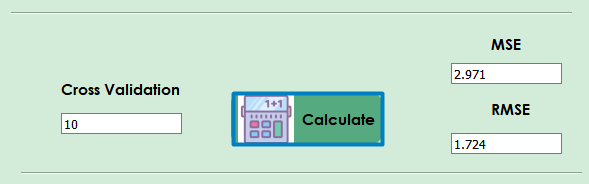 MSE
2.971
Cross Validation
10
1+1
Calculate
RMSE
1.724